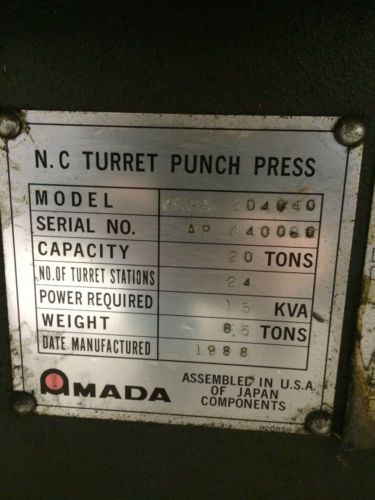 N.C TURRET PUNCH PRESS
MODEL 204040
SERIAL NO.
CAPACITY 20 TONS
NO. OF TURRET STATIONS 24
POWER REQUIRED 15 KVA
WEIGHT 8,5 TONS
DATE MANUFACTURED 1988
AMADA
ASSEMBLED IN U.S.A.
OF JAPAN
COMPONENTS